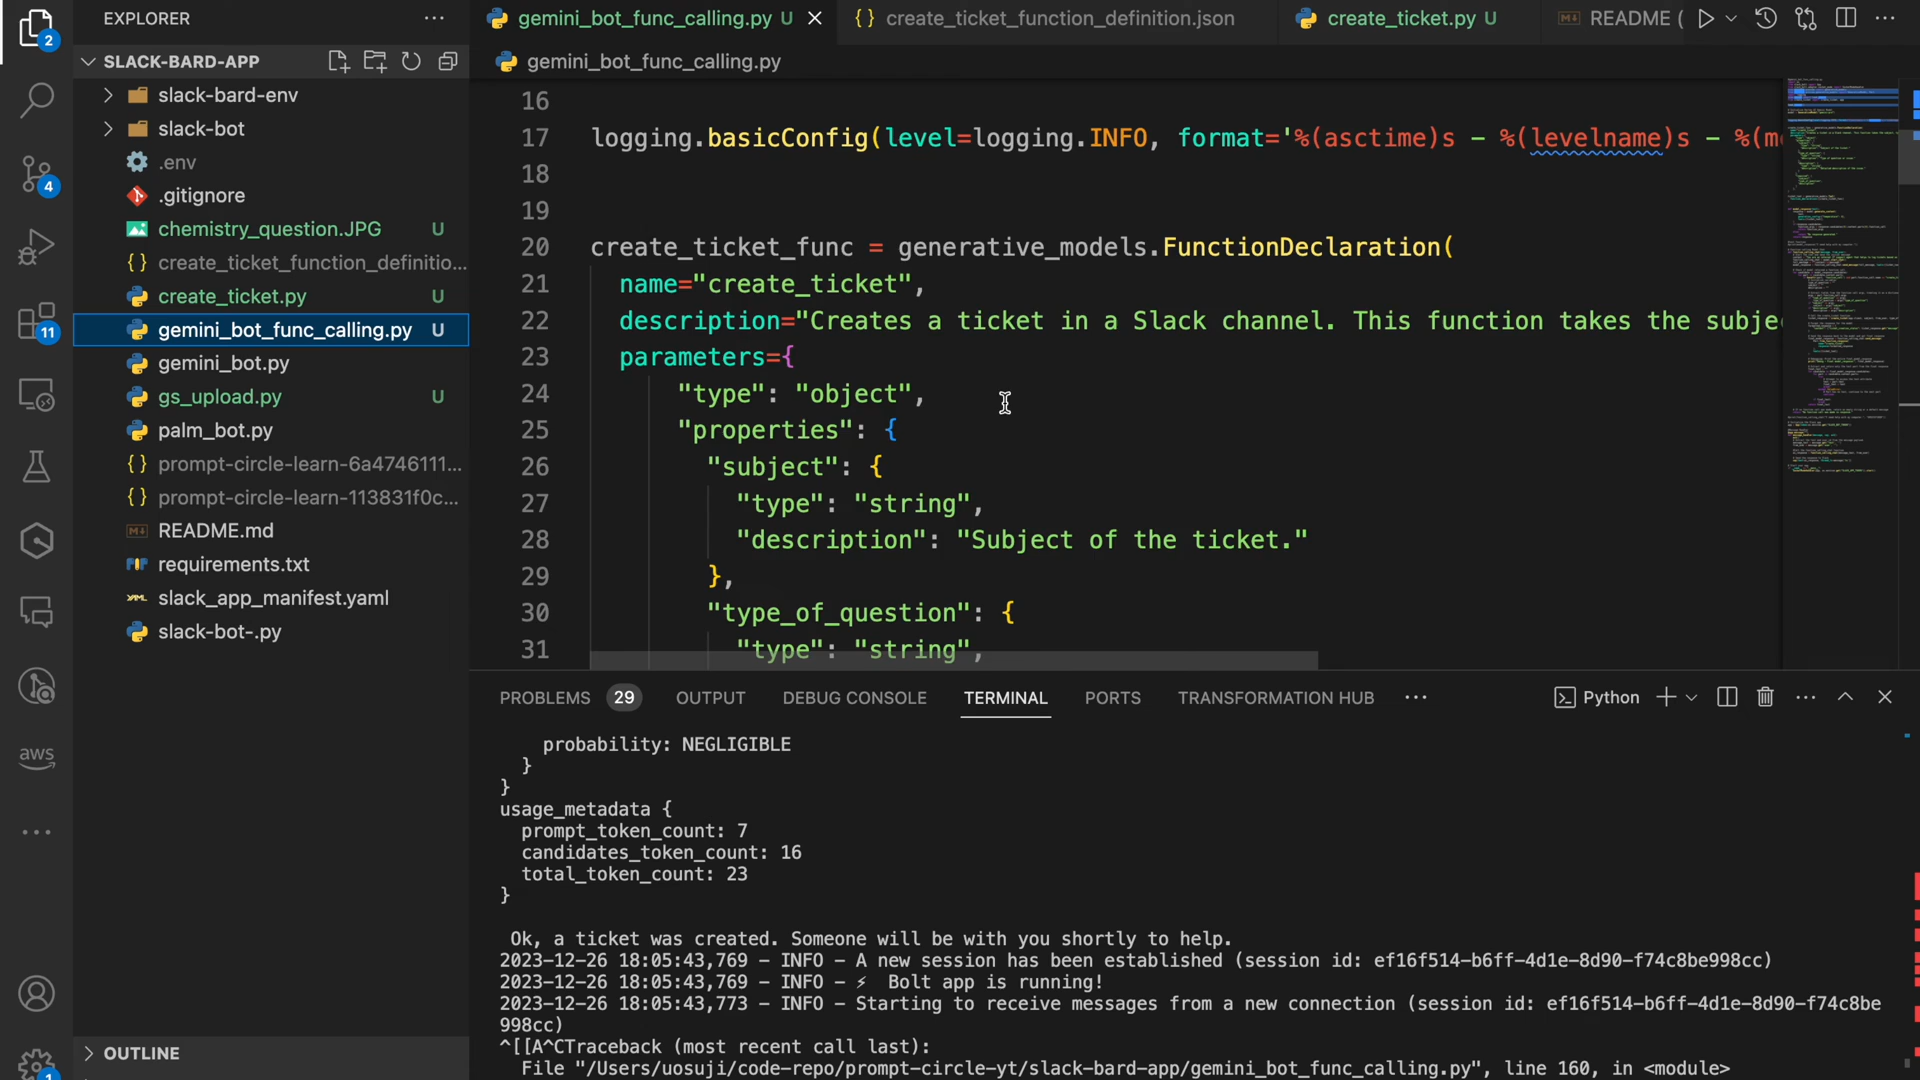 EXPLORER
gemini_bot_func_calling.py U
create_ticket_function_definition.json
create_ticket.py U
README (
2
SLACK-BARD-APP
gemini_bot_func_calling.py
slack-bard-env
slack-bot
.env
.gitignore
chemistry_question.JPG U
create_ticket_function_definitio...
create_ticket.py U
gemini_bot_func_calling.py U
gemini_bot.py
gs_upload.py U
palm_bot.py
prompt-circle-learn-6a4746111...
prompt-circle-learn-113831f0c...
README.md
requirements.txt
slack_app_manifest.yaml
slack-bot-.py
4
11
aws
1
OUTLINE
16
17 logging.basicConfig(level=logging.INFO, format='%(asctime)s - %(levelname)s - %(m
18
19
20 create_ticket_func = generative_models.FunctionDeclaration(
21 name="create_ticket",
22 description="Creates a ticket in a Slack channel. This function takes the subje
23 parameters={
24 "type": "object",
25 "properties": {
26 "subject": {
27 "type": "string",
28 "description": "Subject of the ticket."
29 },
30 "type_of_question": {
31 "type": "string",
PROBLEMS 29 OUTPUT DEBUG CONSOLE TERMINAL PORTS TRANSFORMATION HUB ... Python
probability: NEGLIGIBLE
}
}
usage_metadata {
prompt_token_count: 7
candidates_token_count: 16
total_token_count: 23
}
Ok, a ticket was created. Someone will be with you shortly to help.
2023-12-26 18:05:43,769 - INFO - A new session has been established (session id: ef16f514-b6ff-4d1e-8d90-f74c8be998cc)
2023-12-26 18:05:43,769 - INFO - ⚡ Bolt app is running!
2023-12-26 18:05:43,773 - INFO - Starting to receive messages from a new connection (session id: ef16f514-b6ff-4d1e-8d90-f74c8be
998cc)
^[[A^CTraceback (most recent call last):
File "/Users/uosuji/code-repo/prompt-circle-yt/slack-bard-app/gemini_bot_func_calling.py", line 160, in <module>